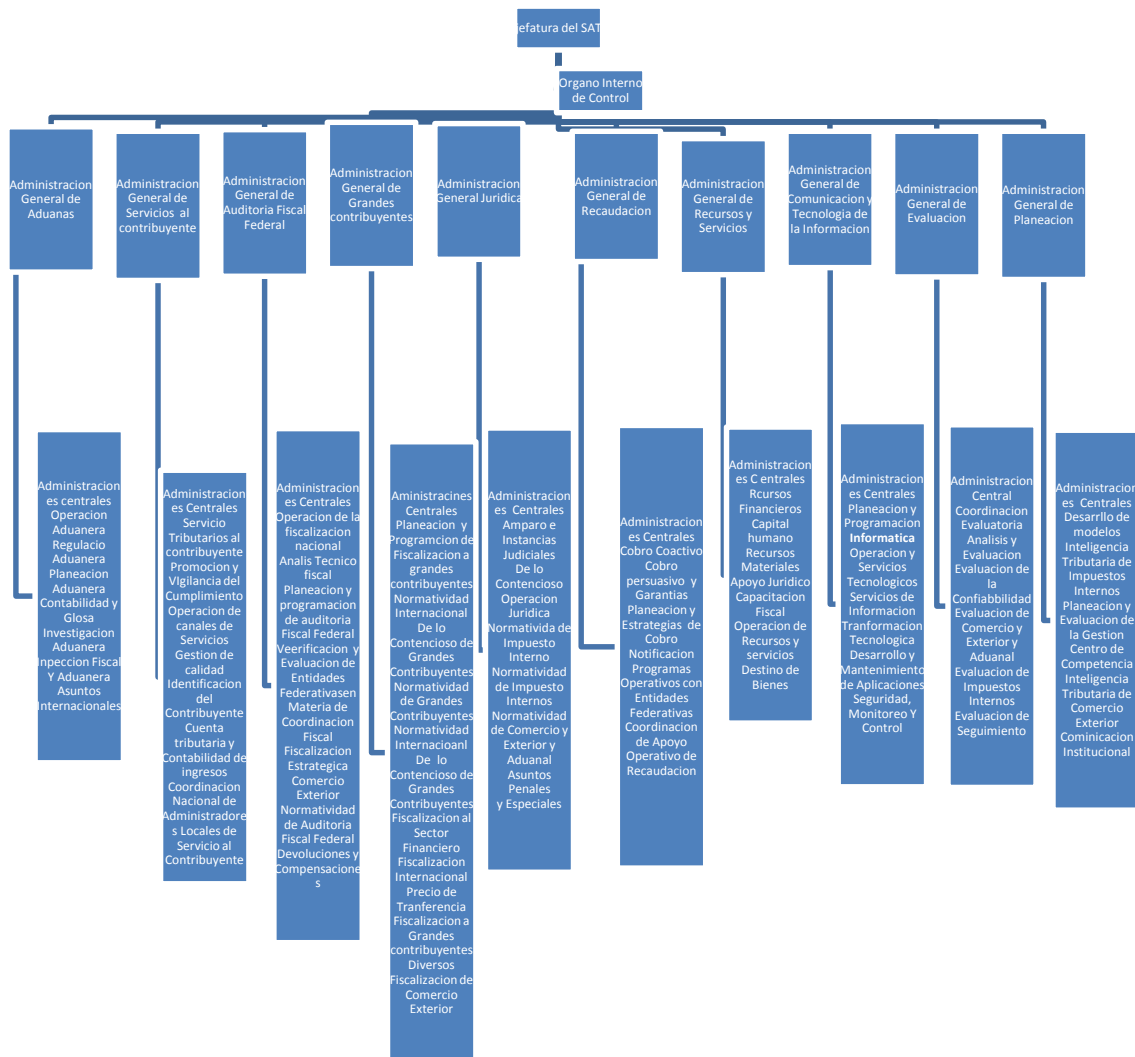 jefatura del SAT
Organo Interno
de Control
Administracion
General de
Aduanas
Administracion
General de
Servicios al
contribuyente
Administracion
General de
Auditoria Fiscal
Federal
Administracion
General de
Grandes
contribuyentes
Administracion
General Juridica
Administracion
General de
Recaudacion
Administracion
General de
Recursos y
Servicios
Administracion
General de
Comunicacion y
Tecnologia de
la Informacion
Administracion
General de
Evaluacion
Administracion
General de
Planeacion
Administracion
es centrales
Operacion
Aduanera
Regulacio
Aduanera
Planeacion
Aduanera
Contabilidad y
Glosa
Investigacion
Aduanera
Inpeccion Fiscal
Y Aduanera
Asuntos
Internacionales
Administracion
es Centrales
Servicio
Tributarios al
contribuyente
Promocion y
VIgilancia del
Cumplimiento
Operacion de
canales de
Servicios
Gestion de
calidad
Identificacion
del
Contribuyente
Cuenta
tributaria y
Contabilidad de
ingresos
Coordinacion
Nacional de
Administradore
s Locales de
Servicio al
Contribuyente
Administracion
es Centrales
Operacion de la
fiscalizacion
nacional
Analis Tecnico
fiscal
Planeacion y
programacion
de auditoria
Fiscal Federal
Veerificacion y
Evaluacion de
Entidades
Federativasen
Materia de
Coordinacion
Fiscal
Fiscalizacion
Estrategica
Comercio
Exterior
Normatividad
de Auditoria
Fiscal Federal
Devoluciones y
Compensacione
s
Aministracines
Centrales
Planeacion y
Programcion de
Fiscalizacion a
grandes
contribuyentes
Normatividad
Internacional
De lo
Contencioso de
Grandes
Contribuyentes
Normatividad
de Grandes
Contribuyentes
Normatividad
Internacioanl
De lo
Contencioso de
Grandes
Contribuyentes
Fiscalizacion al
Sector
Financiero
Fiscalizacion
Internacional
Precio de
Tranferencia
Fiscalizacion a
Grandes
contribuyentes
Diversos
Fiscalizacion de
Comercio
Exterior
Administracion
es Centrales
Amparo e
Instancias
Judiciales
De lo
Contencioso
Operacion
Juridica
Normativida de
Impuesto
Interno
Normatividad
de Impuesto
Internos
Normatividad
de Comercio y
Exterior y
Aduanal
Asuntos
Penales
y Especiales
Administracion
es Centrales
Cobro Coactivo
Cobro
persuasivo y
Garantias
Planeacion y
Estrategias de
Cobro
Notificacion
Programas
Operativos con
Entidades
Federativas
Coordinacion
de Apoyo
Operativo de
Recaudacion
Administracion
es C entrales
Rcursos
Financieros
Capital
humano
Recursos
Materiales
Apoyo Juridico
Capacitacion
Fiscal
Operacion de
Recursos y
servicios
Destino de
Bienes
Administracion
es Centrales
Planeacion y
Programacion
Informatica
Operacion y
Servicios
Tecnologicos
Servicios de
Informacion
Tranformacion
Tecnologica
Desarrollo y
Mantenimiento
de Aplicaciones
Seguridad,
Monitoreo Y
Control
Administracion
Central
Coordinacion
Evaluatoria
Analisis y
Evaluacion
Evaluacion de
la
Confiabbilidad
Evaluacion de
Comercio y
Exterior y
Aduanal
Evaluacion de
Impuestos
Internos
Evaluacion de
Seguimiento
Administracion
es Centrales
Desarrllo de
modelos
Inteligencia
Tributaria de
Impuestos
Internos
Planeacion y
Evaluacion de
la Gestion
Centro de
Competencia
Inteligencia
Tributaria de
Comercio
Exterior
Cominicacion
Institucional